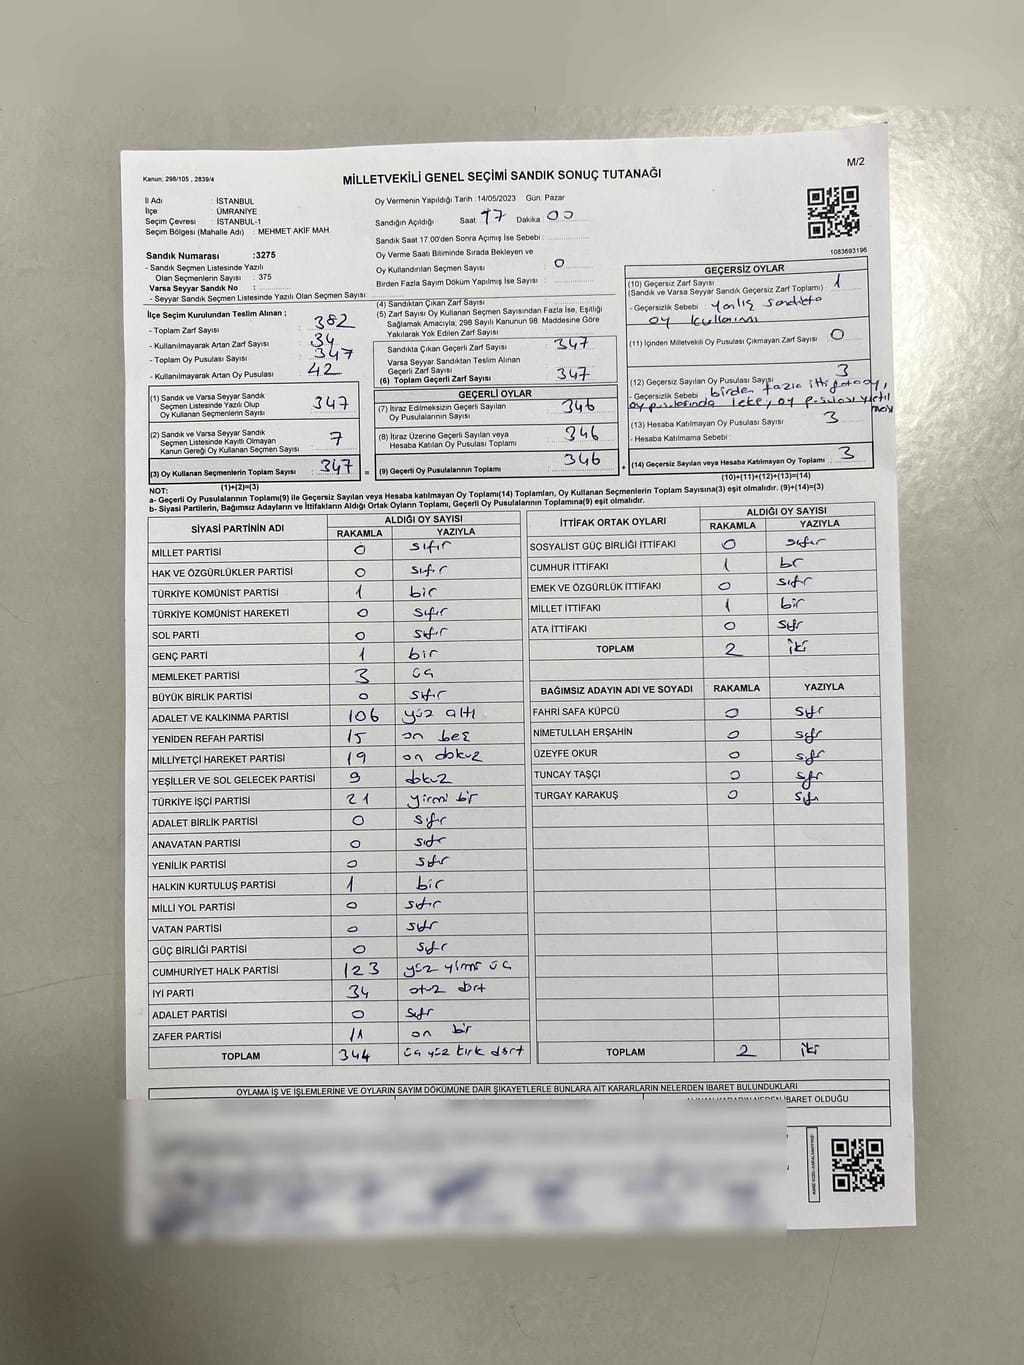 M/2
Kanun: 298/105 , 2839/4
MİLLETVEKİLİ GENEL SEÇİMİ SANDIK SONUÇ TUTANAĞI
İl Adı : İSTANBUL
İlçe : ÜMRANİYE
Seçim Çevresi : İSTANBUL-1
Seçim Bölgesi (Mahalle Adı) : MEHMET AKİF MAH.
Sandık Numarası :3275
- Sandık Seçmen Listesinde Yazılı
Olan Seçmenlerin Sayısı : 375
Varsa Seyyar Sandık No :
- Seyyar Sandık Seçmen Listesinde Yazılı Olan Seçmen Sayısı:
Oy Vermenin Yapıldığı Tarih :14/05/2023 Gün: Pazar
Sandığın Açıldığı Saat: 17 Dakika: 00
Sandık Saat 17.00'den Sonra Açımış İse Sebebi :
Oy Verme Saati Bitiminde Sırada Bekleyen ve
Oy Kullandırılan Seçmen Sayısı : 0
Birden Fazla Sayım Döküm Yapılmış İse Sayısı :
1083693196
İlçe Seçim Kurulundan Teslim Alınan ;
- Toplam Zarf Sayısı : 382
- Kullanılmayarak Artan Zarf Sayısı : 34
- Toplam Oy Pusulası Sayısı : 347
- Kullanılmayarak Artan Oy Pusulası : 42
(1) Sandık ve Varsa Seyyar Sandık
Seçmen Listesinde Yazılı Olup
Oy Kullanan Seçmenlerin Sayısı : 347
(2) Sandık ve Varsa Seyyar Sandık
Seçmen Listesinde Kayıtlı Olmayan
Kanun Gereği Oy Kullanan Seçmen Sayısı : 7
(3) Oy Kullanan Seçmenlerin Toplam Sayısı : 347
(1)+(2)=(3)
(4) Sandıktan Çıkan Zarf Sayısı
(5) Zarf Sayısı Oy Kullanan Seçmen Sayısından Fazla İse, Eşitliği
Sağlamak Amacıyla; 298 Sayılı Kanunun 98. Maddesine Göre
Yakılarak Yok Edilen Zarf Sayısı
Sandıkta Çıkan Geçerli Zarf Sayısı : 347
Varsa Seyyar Sandıktan Teslim Alınan
Geçerli Zarf Sayısı
(6) Toplam Geçerli Zarf Sayısı : 347
GEÇERLİ OYLAR
(7) İtiraz Edilmeksizin Geçerli Sayılan
Oy Pusulalarının Sayısı : 346
(8) İtiraz Üzerine Geçerli Sayılan veya
Hesaba Katılan Oy Pusulası Toplamı : 346
= (9) Geçerli Oy Pusulalarının Toplamı : 346 +
GEÇERSİZ OYLAR
(10) Geçersiz Zarf Sayısı
(Sandık ve Varsa Seyyar Sandık Geçersiz Zarf Toplamı) : 1
- Geçersizlik Sebebi : yanlış sandıkta
oy kullanımı
(11) İçinden Milletvekili Oy Pusulası Çıkmayan Zarf Sayısı : 0
(12) Geçersiz Sayılan Oy Pusulası Sayısı : 3
- Geçersizlik Sebebi : birden fazla ittifata oy,
oy pusulasında leke, oy pusulası yırtıl
ması
(13) Hesaba Katılmayan Oy Pusulası Sayısı : 3
- Hesaba Katılmama Sebebi :
(14) Geçersiz Sayılan veya Hesaba Katılmayan Oy Toplamı : 3
(10)+(11)+(12)+(13)=(14)
NOT:
a- Geçerli Oy Pusulalarının Toplamı(9) ile Geçersiz Sayılan veya Hesaba katılmayan Oy Toplamı(14) Toplamları, Oy Kullanan Seçmenlerin Toplam Sayısına(3) eşit olmalıdır. (9)+(14)=(3)
b- Siyasi Partilerin, Bağımsız Adayların ve İttifakların Aldığı Ortak Oyların Toplamı, Geçerli Oy Pusulalarının Toplamına(9) eşit olmalıdır.
SİYASİ PARTİNİN ADI ALDIĞI OY SAYISI
RAKAMLA YAZIYLA
MİLLET PARTİSİ 0 sıfır
HAK VE ÖZGÜRLÜKLER PARTİSİ 0 sıfır
TÜRKİYE KOMÜNİST PARTİSİ 1 bir
TÜRKİYE KOMÜNİST HAREKETİ 0 sıfır
SOL PARTİ 0 sıfır
GENÇ PARTİ 1 bir
MEMLEKET PARTİSİ 3 üç
BÜYÜK BİRLİK PARTİSİ 0 sıfır
ADALET VE KALKINMA PARTİSİ 106 yüz altı
YENİDEN REFAH PARTİSİ 15 on beş
MİLLİYETÇİ HAREKET PARTİSİ 19 on dokuz
YEŞİLLER VE SOL GELECEK PARTİSİ 9 dokuz
TÜRKİYE İŞÇİ PARTİSİ 21 yirmi bir
ADALET BİRLİK PARTİSİ 0 sıfır
ANAVATAN PARTİSİ 0 sıfır
YENİLİK PARTİSİ 0 sıfır
HALKIN KURTULUŞ PARTİSİ 1 bir
MİLLİ YOL PARTİSİ 0 sıfır
VATAN PARTİSİ 0 sıfır
GÜÇ BİRLİĞİ PARTİSİ 0 sıfır
CUMHURİYET HALK PARTİSİ 123 yüz yirmi üç
İYİ PARTİ 34 otuz dört
ADALET PARTİSİ 0 sıfır
ZAFER PARTİSİ 11 on bir
TOPLAM 344 üç yüz kırk dört
İTTİFAK ORTAK OYLARI ALDIĞI OY SAYISI
RAKAMLA YAZIYLA
SOSYALİST GÜÇ BİRLİĞİ İTTİFAKI 0 sıfır
CUMHUR İTTİFAKI 1 bir
EMEK VE ÖZGÜRLÜK İTTİFAKI 0 sıfır
MİLLET İTTİFAKI 1 bir
ATA İTTİFAKI 0 sıfır
TOPLAM 2 iki
BAĞIMSIZ ADAYIN ADI VE SOYADI RAKAMLA YAZIYLA
FAHRİ SAFA KÜPCÜ 0 sıfır
NİMETULLAH ERŞAHİN 0 sıfır
ÜZEYFE OKUR 0 sıfır
TUNCAY TAŞÇI 0 sıfır
TURGAY KARAKUŞ 0 sıfır
TOPLAM 2 iki
OYLAMA İŞ VE İŞLEMLERİNE VE OYLARIN SAYIM DÖKÜMÜNE DAİR ŞİKAYETLERLE BUNLARA AİT KARARLARIN NELERDEN İBARET BULUNDUKLARI
İBARET OLDUĞU